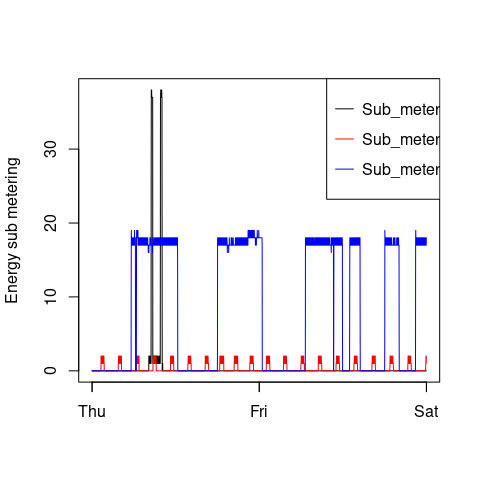 Energy sub metering
30
20
10
0
Thu
Fri
Sat
Sub_meter
Sub_meter
Sub_meter